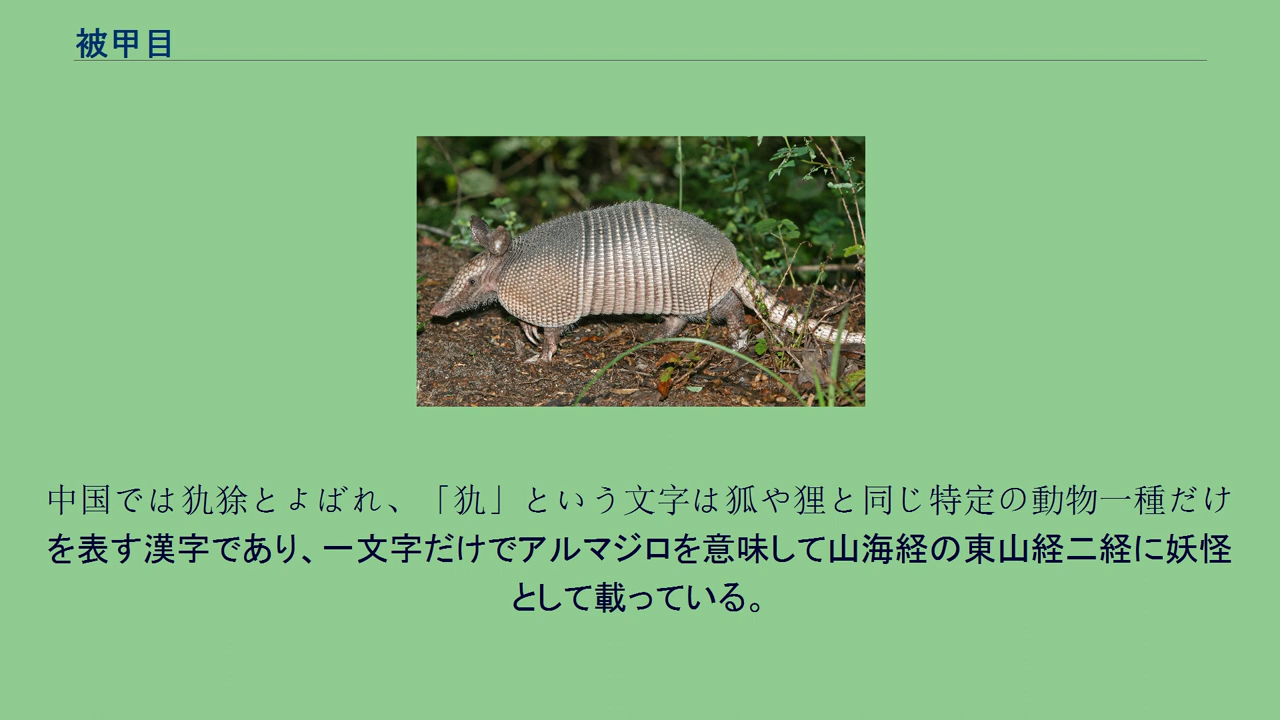 被甲目
中国では犰狳とよばれ、「犰」という文字は狐や狸と同じ特定の動物一種だけ
を表す漢字であり、一文字だけでアルマジロを意味して山海経の東山経二経に妖怪
として載っている。